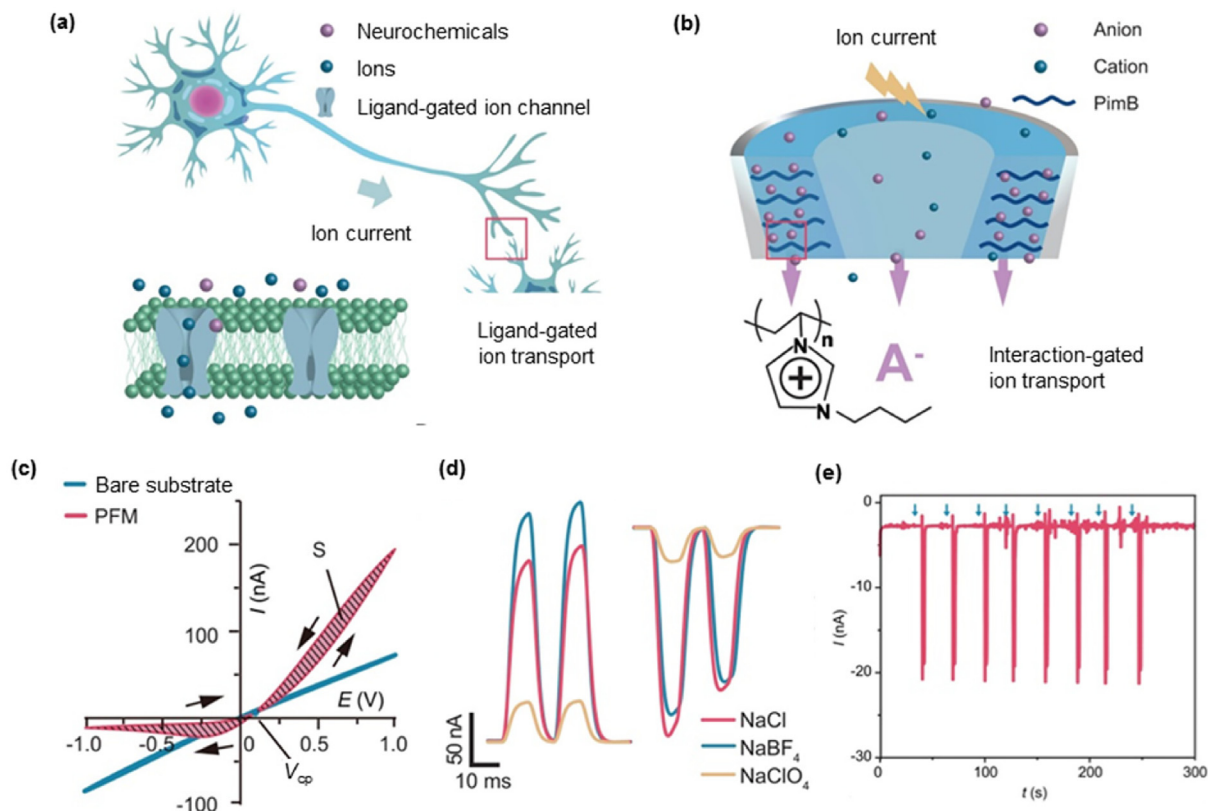 (a)
Neurochemicals
Ions
Ligand-gated ion channel
Ion current
Ligand-gated
ion transport
(b)
Ion current
Anion
Cation
PimB
n
N
+
N
A-
Interaction-gated
ion transport
(c)
Bare substrate
PFM
I (nA)
200
S
100
E (V)
-1.0 -0.5 0 0.5 1.0
Vcp
-100
(d)
50 nA
10 ms
NaCl
NaBF4
NaClO4
(e)
I (nA)
0
-10
-20
-30
0 100 200 300
t (s)